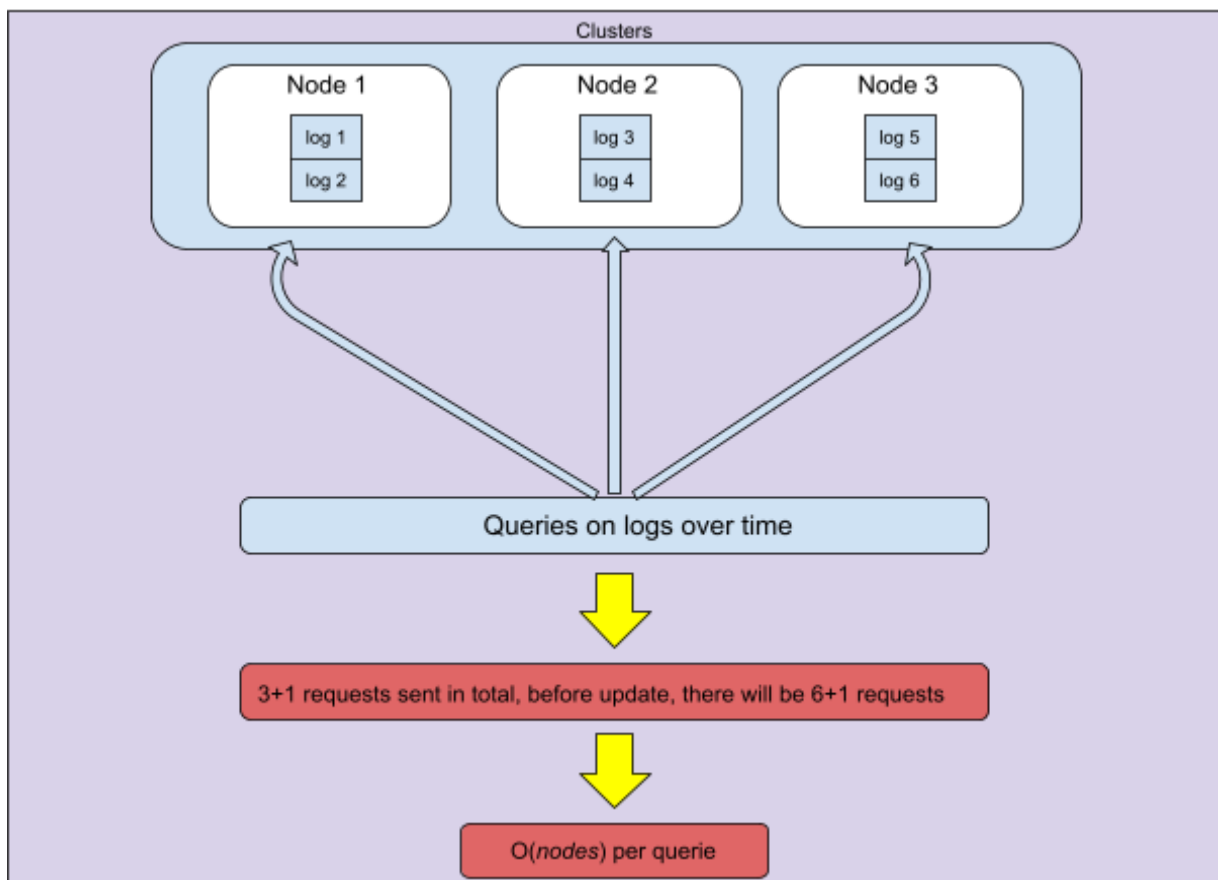 Clusters
Node 1
Node 2
Node 3
log 1
log 3
log 5
log 2
log 4
log 6
Queries on logs over time
3+1 requests sent in total, before update, there will be 6+1 requests
O(nodes) per querie